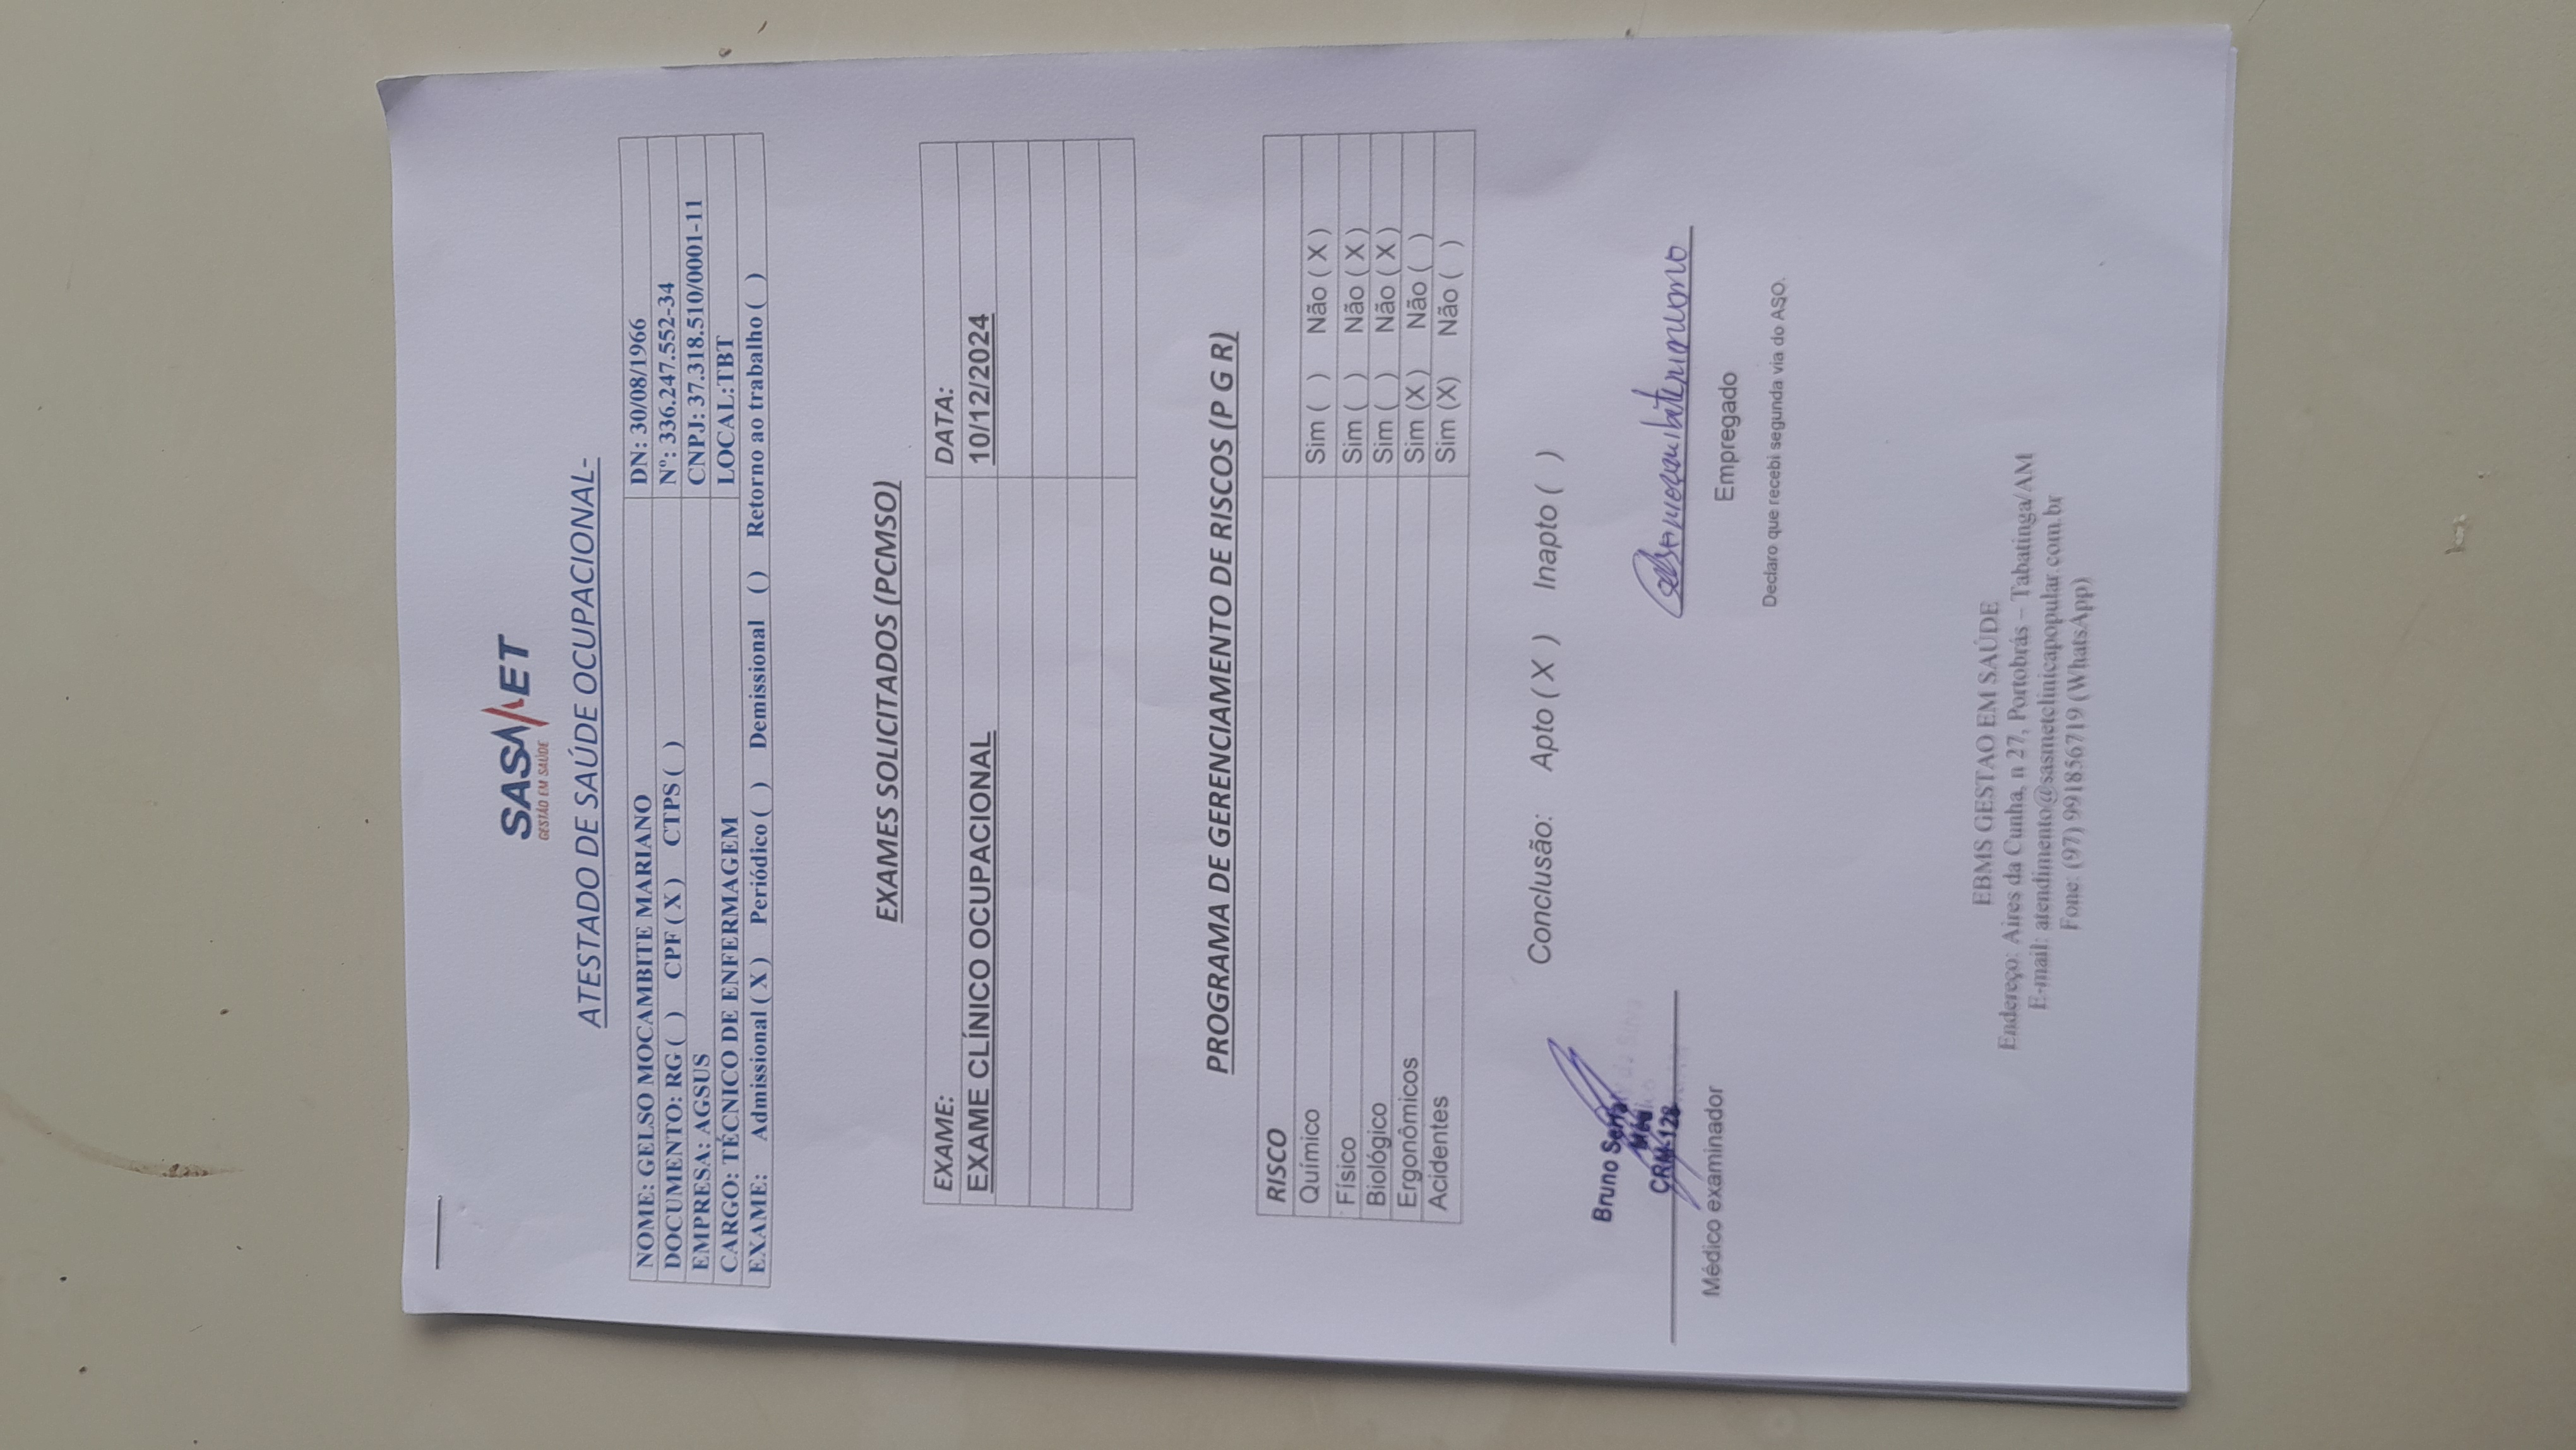 SASMET
GESTÃO EM SAÚDE
ATESTADO DE SAÚDE OCUPACIONAL-
NOME: GELSO MOCAMBITE MARIANO DN: 30/08/1966
DOCUMENTO: RG ( ) CPF ( X ) CTPS ( ) Nº: 336.247.552-34
EMPRESA: AGSUS CNPJ: 37.318.510/0001-11
CARGO: TÉCNICO DE ENFERMAGEM LOCAL:TBT
EXAME: Admissional ( X ) Periódico ( ) Demissional ( ) Retorno ao trabalho ( )
EXAMES SOLICITADOS (PCMSO)
EXAME: DATA:
EXAME CLÍNICO OCUPACIONAL 10/12/2024
PROGRAMA DE GERENCIAMENTO DE RISCOS (P G R)
RISCO
Químico Sim ( ) Não ( X )
Físico Sim ( ) Não ( X )
Biológico Sim ( ) Não ( X )
Ergonômicos Sim (X ) Não ( )
Acidentes Sim (X) Não ( )
Conclusão: Apto ( X ) Inapto ( )
Bruno
CRM-128
Médico examinador
Empregado
Declaro que recebi segunda via do ASO.
EBMS GESTAO EM SAÚDE
Endereço: Aires da Cunha, n 27, Portobrás – Tabatinga/AM
E-mail: atendimento@sasmetclinicapopular.com.br
Fone: (97) 991856719 (WhatsApp)